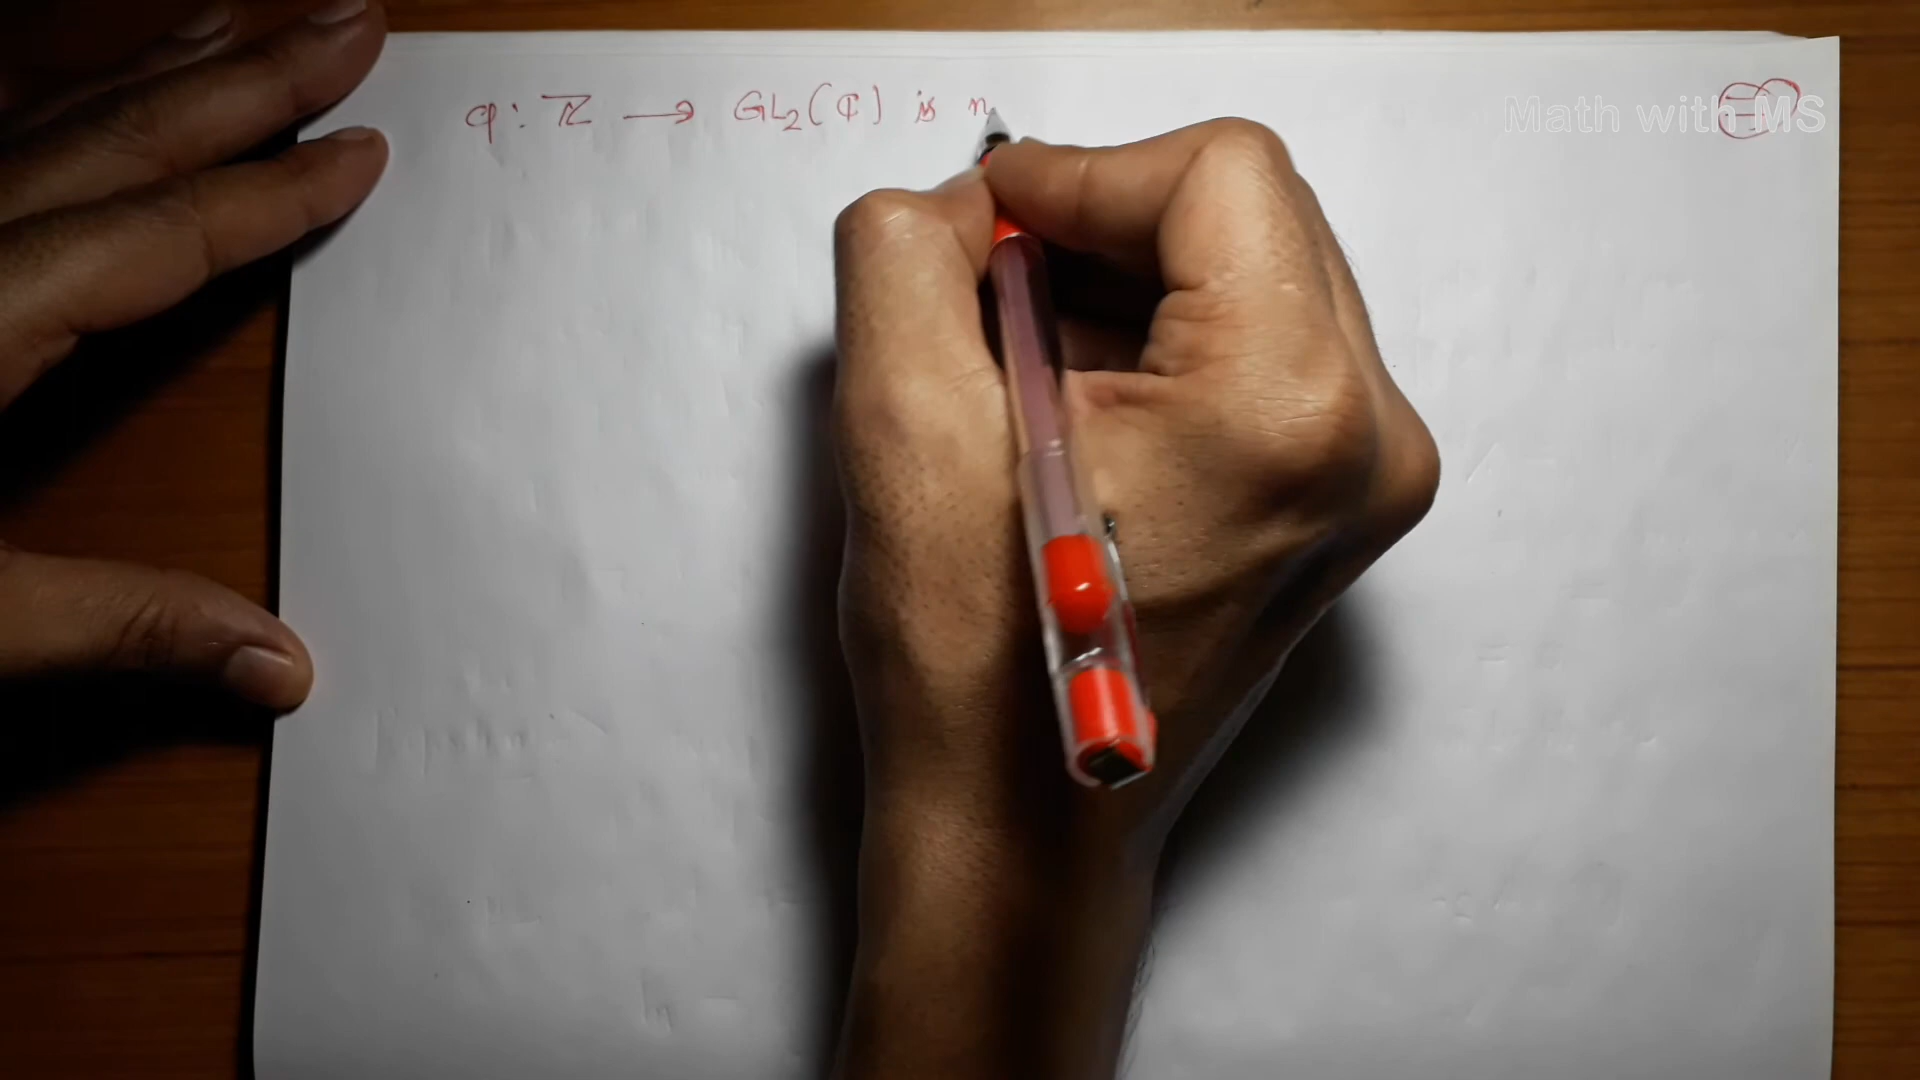 φ: ℤ → GL₂(ℂ) is n
Math with MS